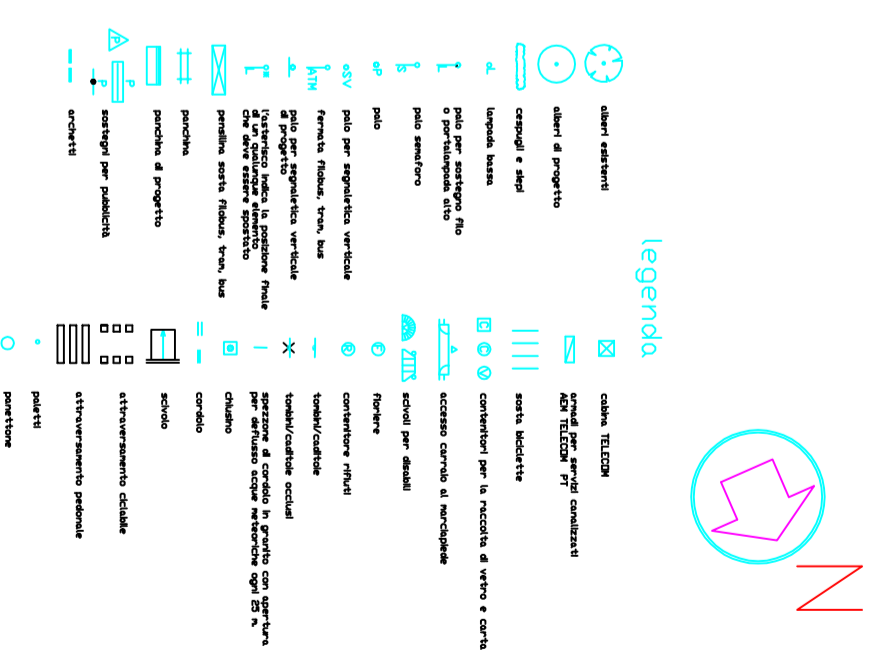 legenda
alberi esistenti
alberi di progetto
cespugli e siepi
lampada bassa
palo per sostegno filo
o portalampada alto
palo semaforo
P
palo
SV
palo per segnaletica verticale
ATM
fermata filobus, tram, bus
palo per segnaletica verticale
di progetto
l'asterisco indica la posizione finale
di un qualunque elemento
che deve essere spostato
pensilina sosta filobus, tram, bus
panchina
panchina di progetto
P
P
P
sostegni per pubblicità
archetti
cabina TELECOM
armadi per servizi canalizzati
AEM TELECOM PT
sosta biciclette
C C V
contenitori per la raccolta di vetro e carta
accesso carraio al marciapiede
scivoli per disabili
F
fioriere
R
contenitore rifiuti
tombini/caditoie
tombini/caditoie occlusi
spezzone di cordolo in granito con apertura
per deflusso acque meteoriche ogni 25 m.
chiusino
cordolo
scivolo
attraversamento ciclabile
attraversamento pedonale
paletti
panettone
N